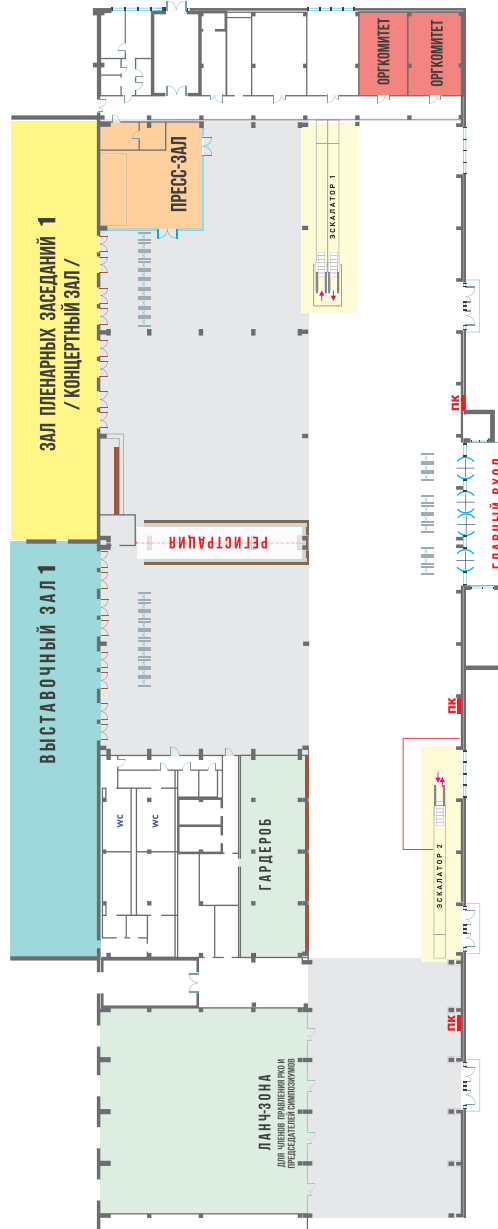 ОРГКОМИТЕТ
ОРГКОМИТЕТ
ПРЕСС-ЗАЛ
ЭСКАЛАТОР 1
ЗАЛ ПЛЕНАРНЫХ ЗАСЕДАНИЙ 1
/ КОНЦЕРТНЫЙ ЗАЛ /
ПК
РЕГИСТРАЦИЯ
ГЛАВНЫЙ ВХОД
ВЫСТАВОЧНЫЙ ЗАЛ 1
ПК
WC
WC
ГАРДЕРОБ
ЭСКАЛАТОР 2
ПК
ЛАНЧ-ЗОНА
ДЛЯ ЧЛЕНОВ ПРАВЛЕНИЯ РКО И
ПРЕДСЕДАТЕЛЕЙ СИМПОЗИУМОВ